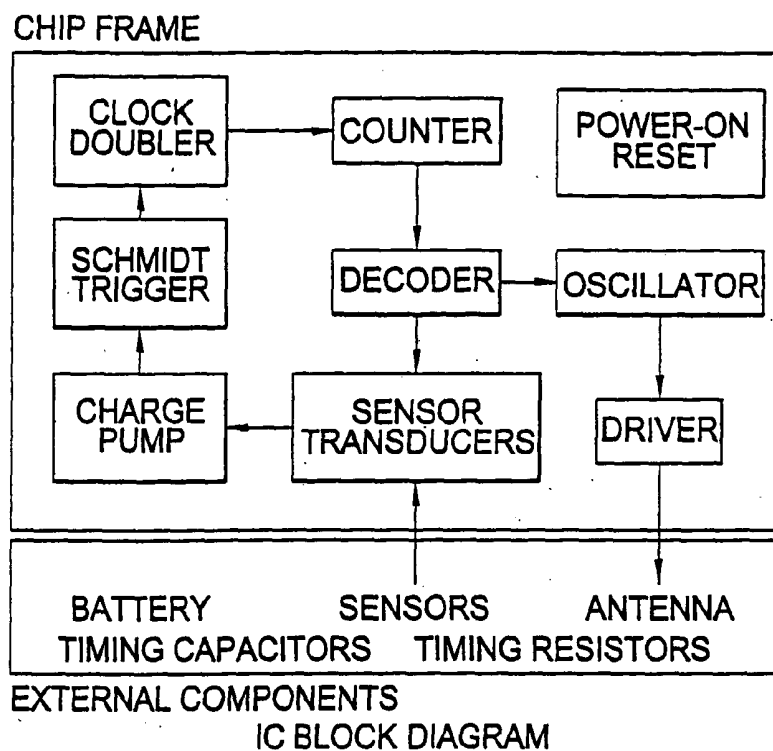 CHIP FRAME
CLOCK
DOUBLER
COUNTER
POWER-ON
RESET
SCHMIDT
TRIGGER
DECODER
OSCILLATOR
CHARGE
PUMP
SENSOR
TRANSDUCERS
DRIVER
BATTERY
SENSORS
ANTENNA
TIMING CAPACITORS
TIMING RESISTORS
EXTERNAL COMPONENTS
IC BLOCK DIAGRAM